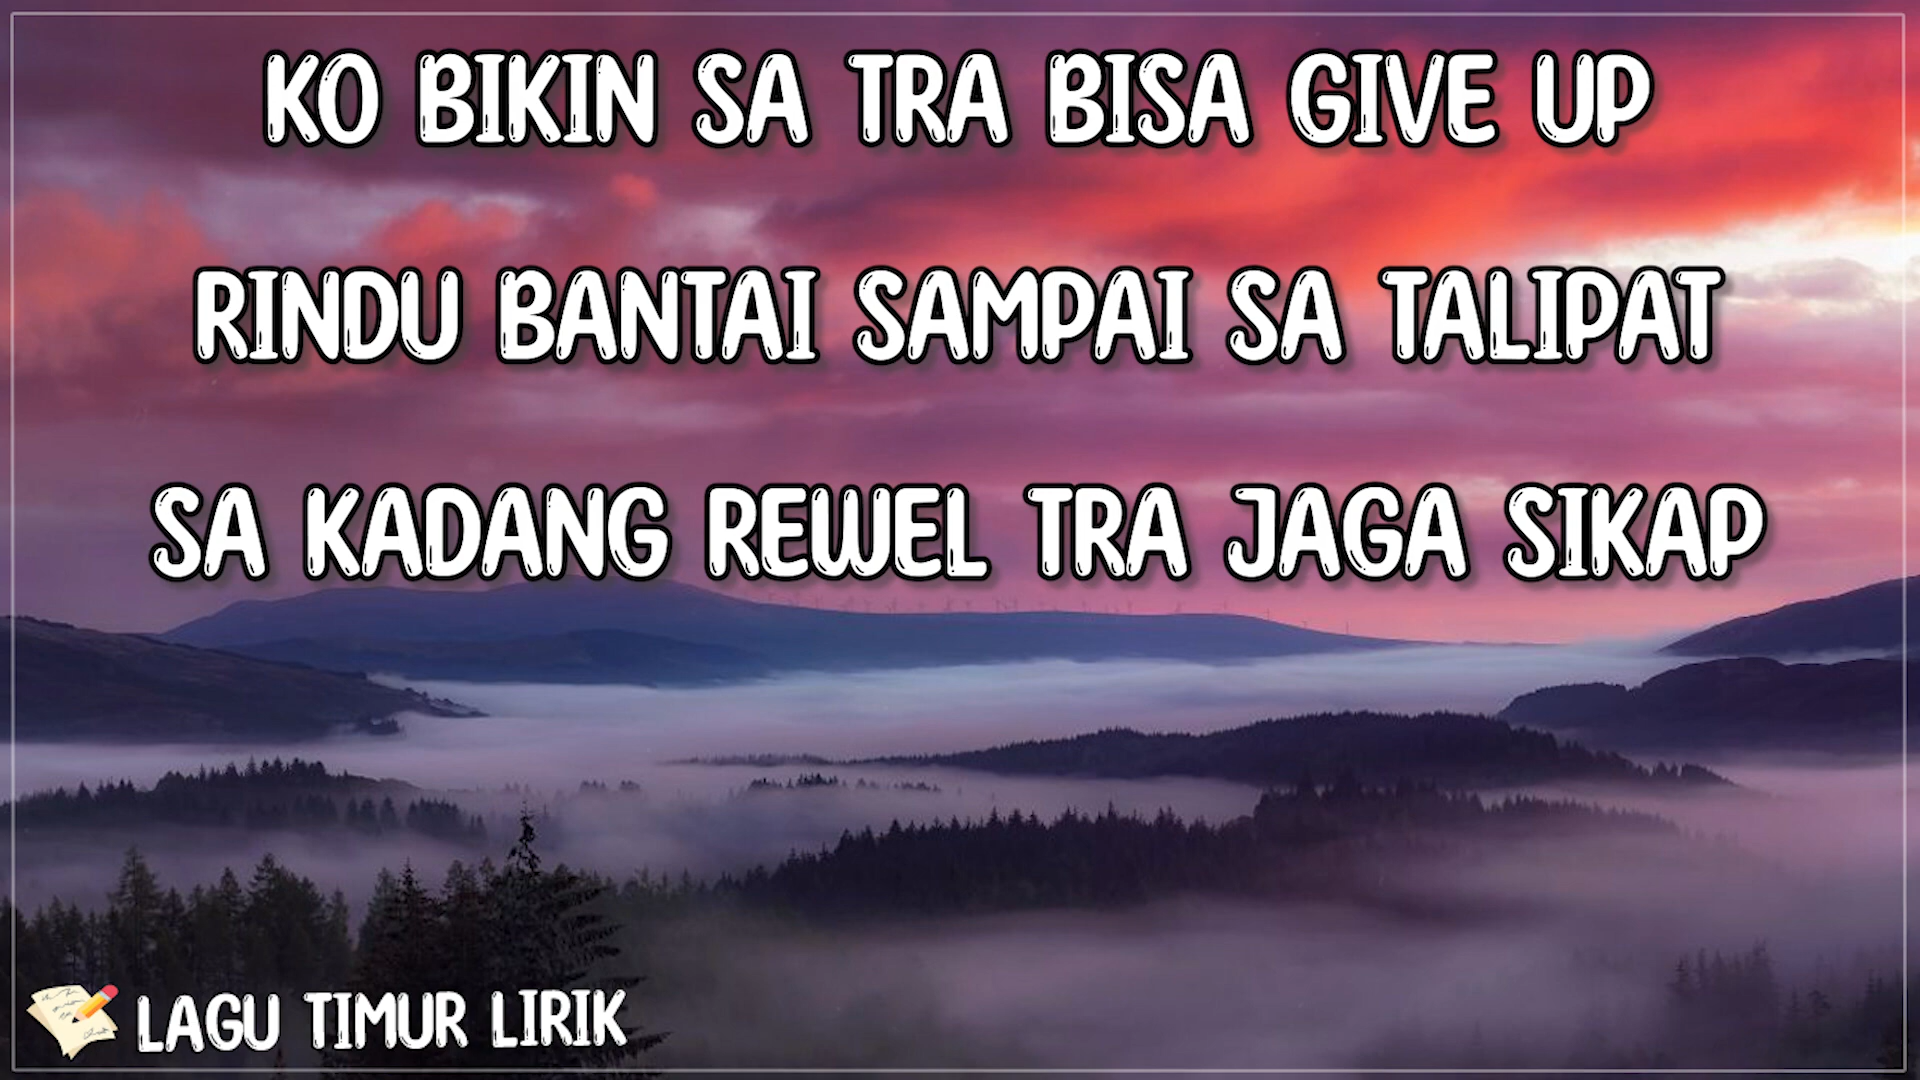 KO BIKIN SA TRA BISA GIVE UP
RINDU BANTAI SAMPAI SA TALIPAT
SA KADANG REWEL TRA JAGA SIKAP
LAGU TIMUR LIRIK